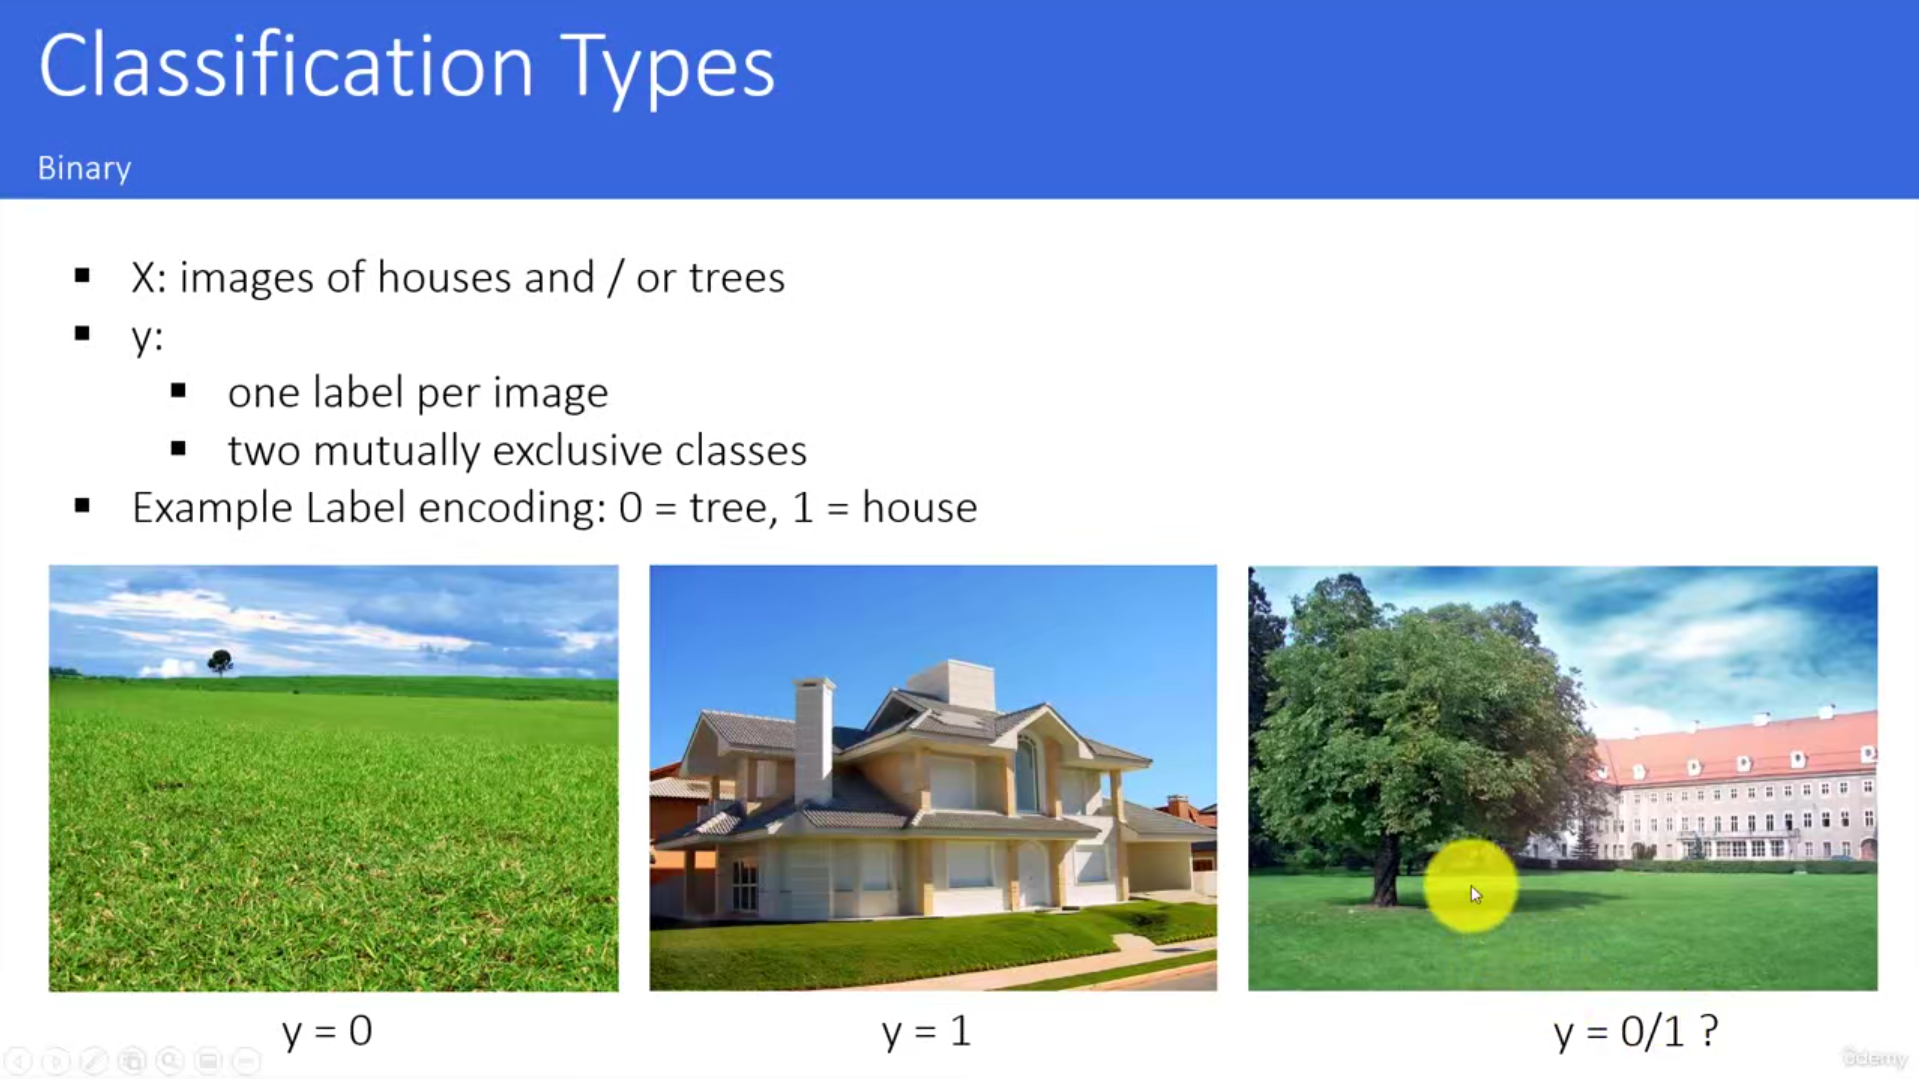 Classification Types
Binary
X: images of houses and / or trees
y:
one label per image
two mutually exclusive classes
Example Label encoding: 0 = tree, 1 = house
y = 0
y = 1
y = 0/1 ?
ûdemy